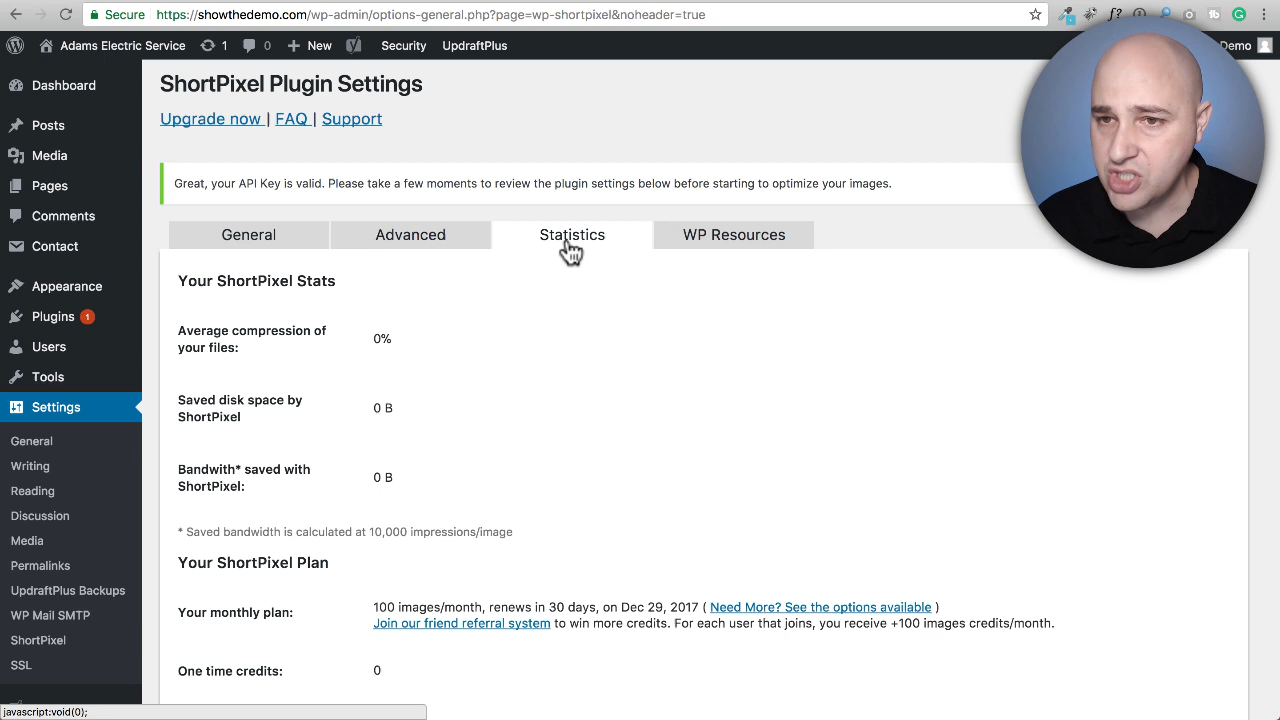 Secure https://showthedemo.com/wp-admin/options-general.php?page=wp-shortpixel&noheader=true
Adams Electric Service 1 0 New Security UpdraftPlus Demo
Dashboard
Posts
Media
Pages
Comments
Contact
Appearance
Plugins 1
Users
Tools
Settings
General
Writing
Reading
Discussion
Media
Permalinks
UpdraftPlus Backups
WP Mail SMTP
ShortPixel
SSL
ShortPixel Plugin Settings
Upgrade now | FAQ | Support
Great, your API Key is valid. Please take a few moments to review the plugin settings below before starting to optimize your images.
General Advanced Statistics WP Resources
Your ShortPixel Stats
Average compression of
your files:
0%
Saved disk space by
ShortPixel
0 B
Bandwith* saved with
ShortPixel:
0 B
* Saved bandwidth is calculated at 10,000 impressions/image
Your ShortPixel Plan
Your monthly plan:
100 images/month, renews in 30 days, on Dec 29, 2017 ( Need More? See the options available )
Join our friend referral system to win more credits. For each user that joins, you receive +100 images credits/month.
One time credits: 0
javascript:void(0);